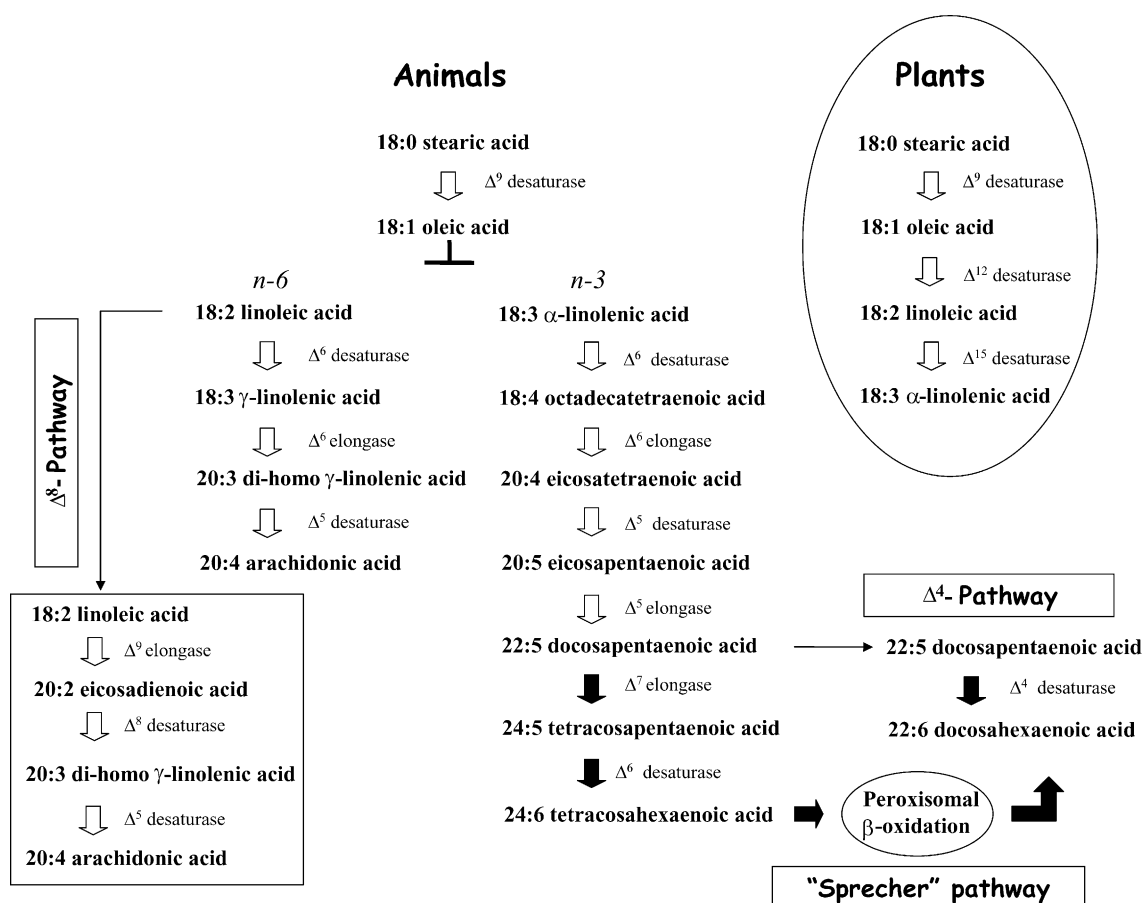 Animals
18:0 stearic acid
Δ⁹ desaturase
18:1 oleic acid
n-6
18:2 linoleic acid
Δ⁶ desaturase
18:3 γ-linolenic acid
Δ⁶ elongase
20:3 di-homo γ-linolenic acid
Δ⁵ desaturase
20:4 arachidonic acid
n-3
18:3 α-linolenic acid
Δ⁶ desaturase
18:4 octadecatetraenoic acid
Δ⁶ elongase
20:4 eicosatetraenoic acid
Δ⁵ desaturase
20:5 eicosapentaenoic acid
Δ⁵ elongase
22:5 docosapentaenoic acid
Δ⁷ elongase
24:5 tetracosapentaenoic acid
Δ⁶ desaturase
24:6 tetracosahexaenoic acid
Δ⁸- Pathway
18:2 linoleic acid
Δ⁹ elongase
20:2 eicosadienoic acid
Δ⁸ desaturase
20:3 di-homo γ-linolenic acid
Δ⁵ desaturase
20:4 arachidonic acid
Plants
18:0 stearic acid
Δ⁹ desaturase
18:1 oleic acid
Δ¹² desaturase
18:2 linoleic acid
Δ¹⁵ desaturase
18:3 α-linolenic acid
Δ⁴- Pathway
22:5 docosapentaenoic acid
Δ⁴ desaturase
22:6 docosahexaenoic acid
Peroxisomal
β-oxidation
“Sprecher” pathway